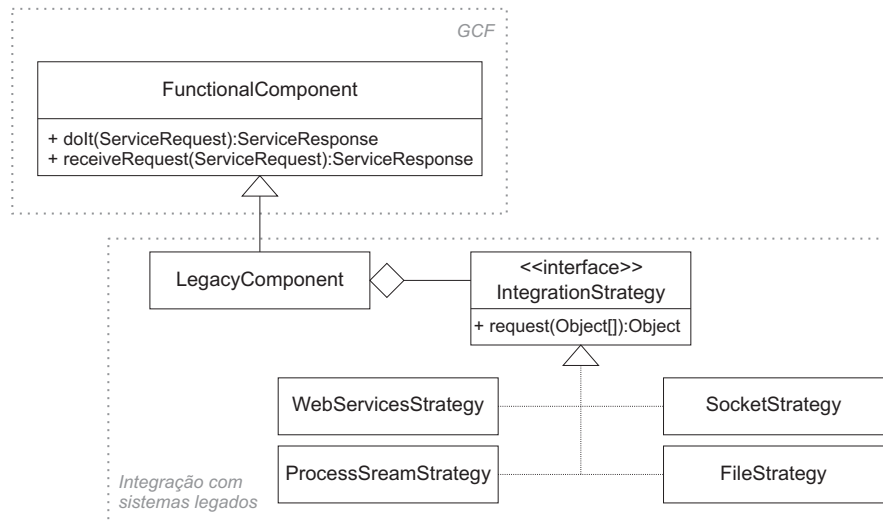 GCF
FunctionalComponent
+ doIt(ServiceRequest):ServiceResponse
+ receiveRequest(ServiceRequest):ServiceResponse
LegacyComponent
<<interface>>
IntegrationStrategy
+ request(Object[]):Object
WebServicesStrategy
SocketStrategy
ProcessSreamStrategy
FileStrategy
Integração com
sistemas legados